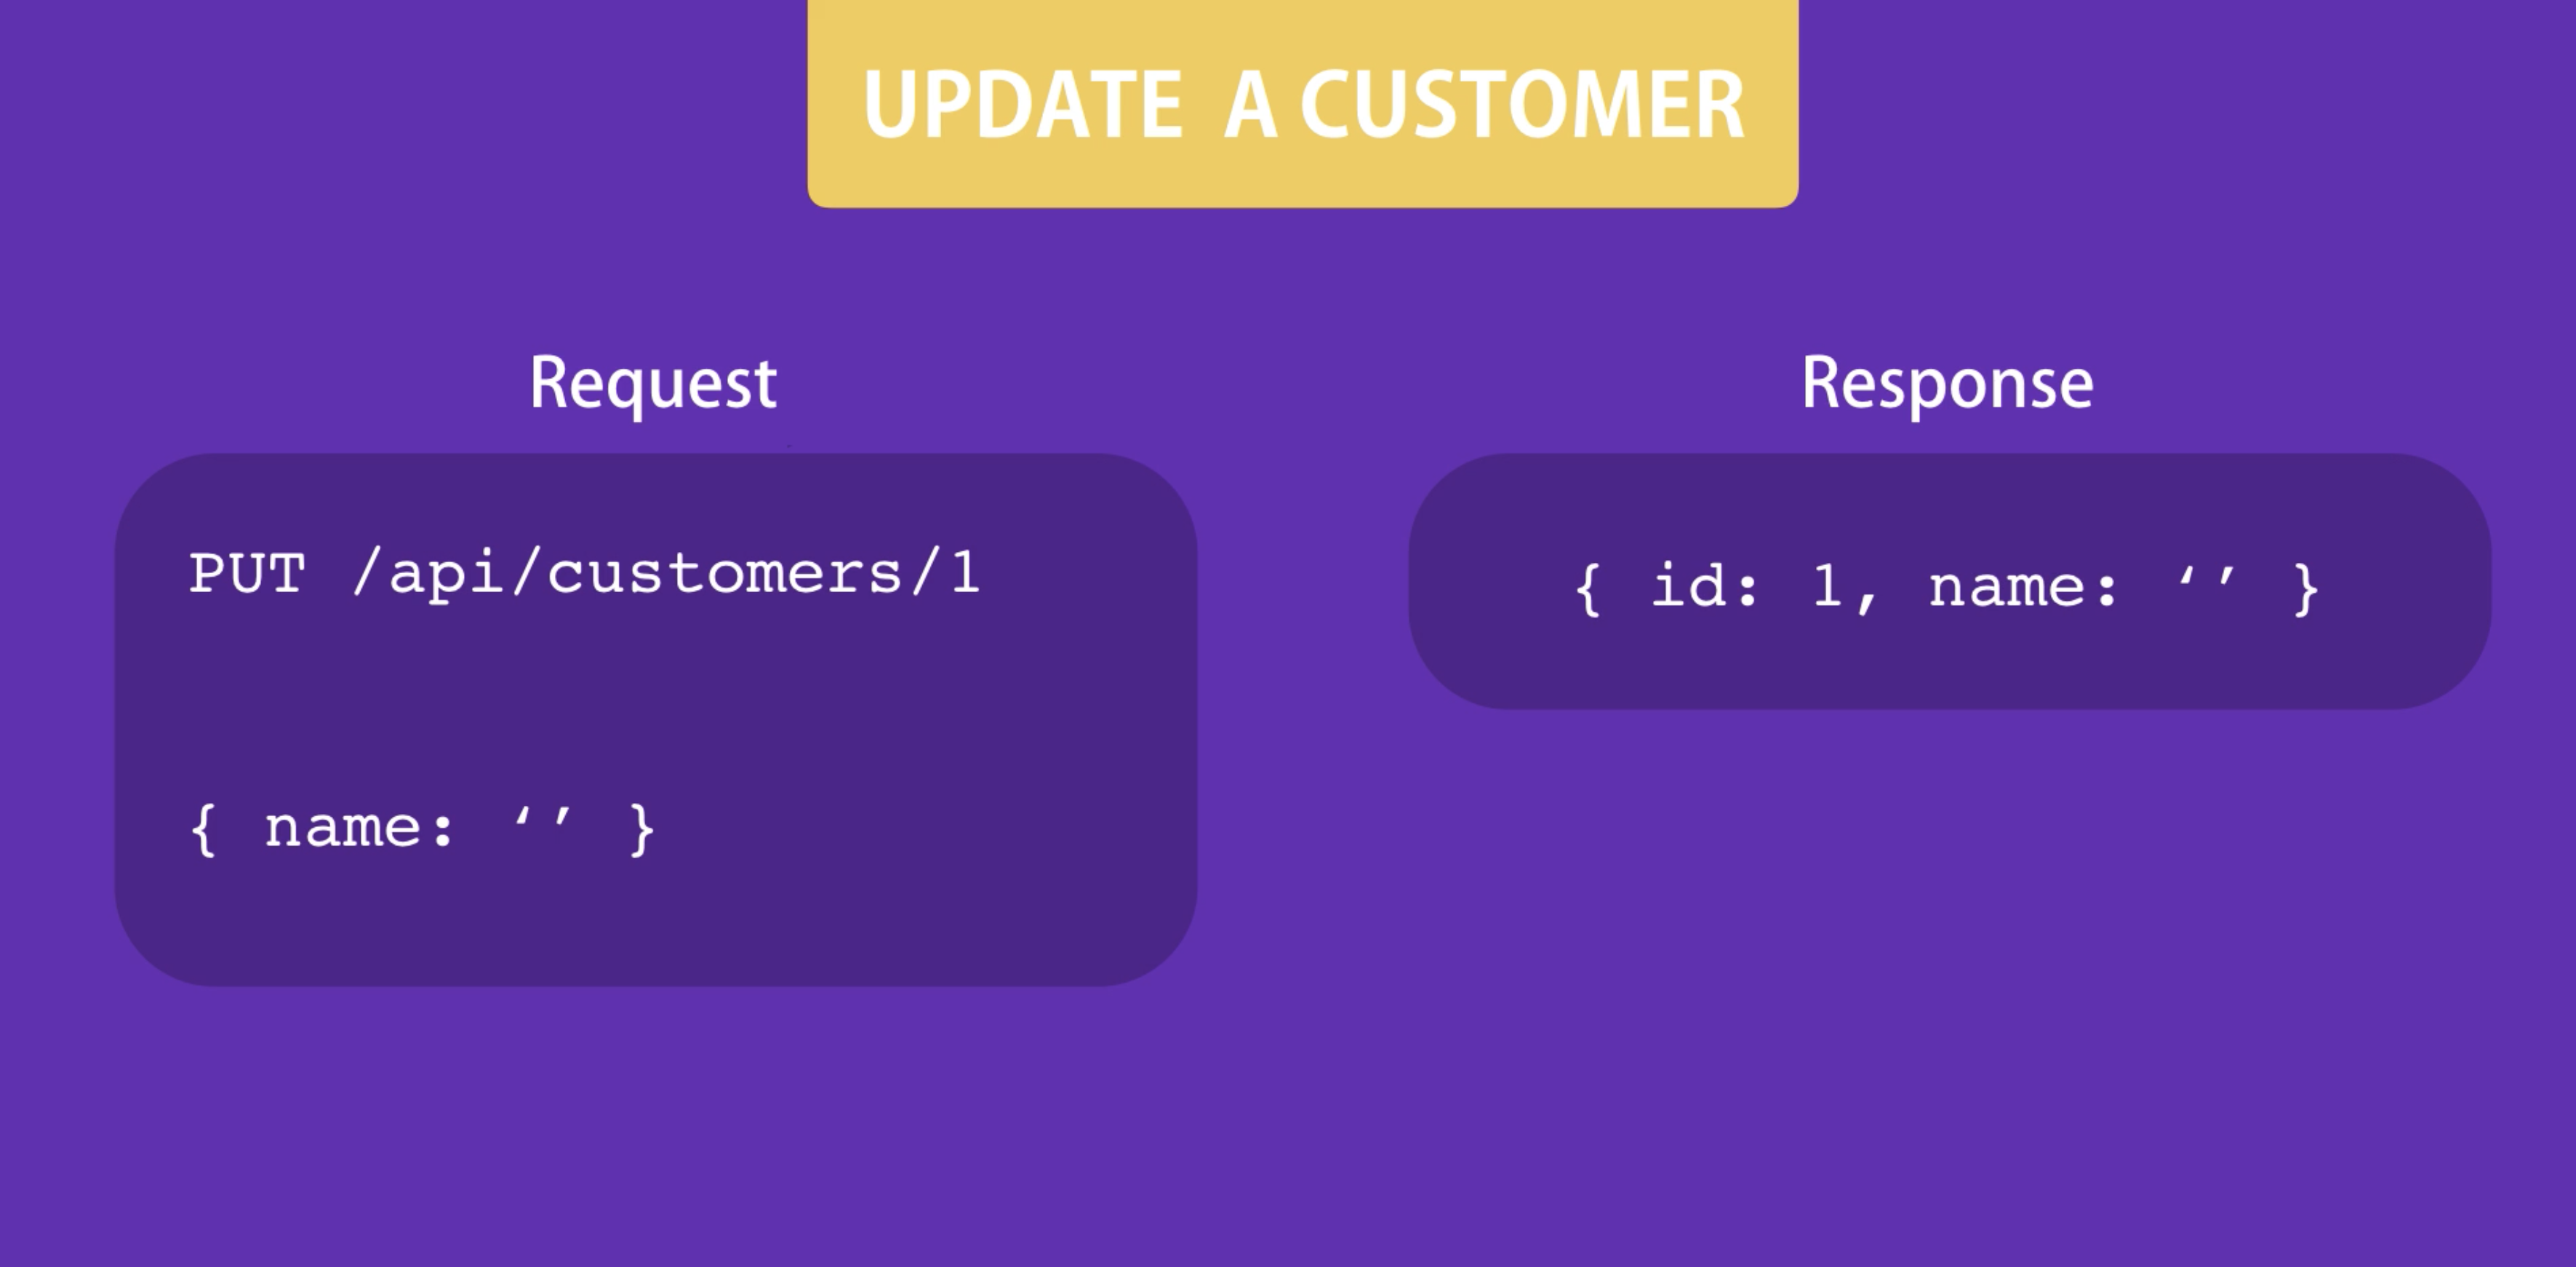 UPDATE  A CUSTOMER
Request
PUT /api/customers/1
{ name: ‘’ }
Response
{ id: 1, name: ‘’ }